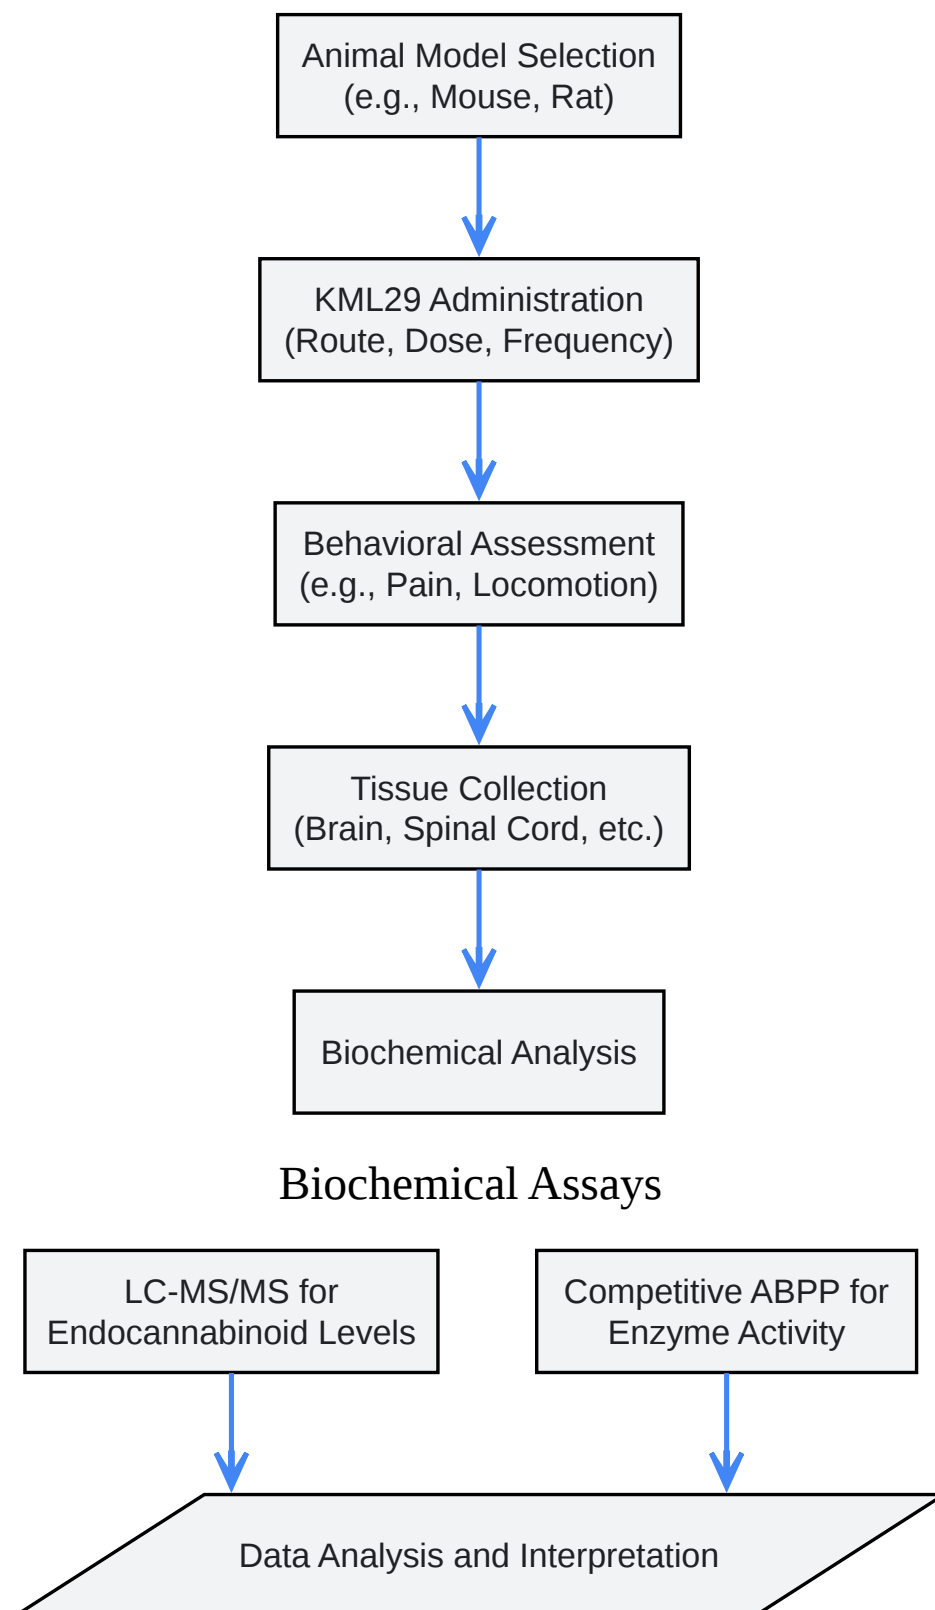 Animal Model Selection
(e.g., Mouse, Rat)
KML29 Administration
(Route, Dose, Frequency)
Behavioral Assessment
(e.g., Pain, Locomotion)
Tissue Collection
(Brain, Spinal Cord, etc.)
Biochemical Analysis
Biochemical Assays
LC-MS/MS for
Endocannabinoid Levels
Competitive ABPP for
Enzyme Activity
Data Analysis and Interpretation